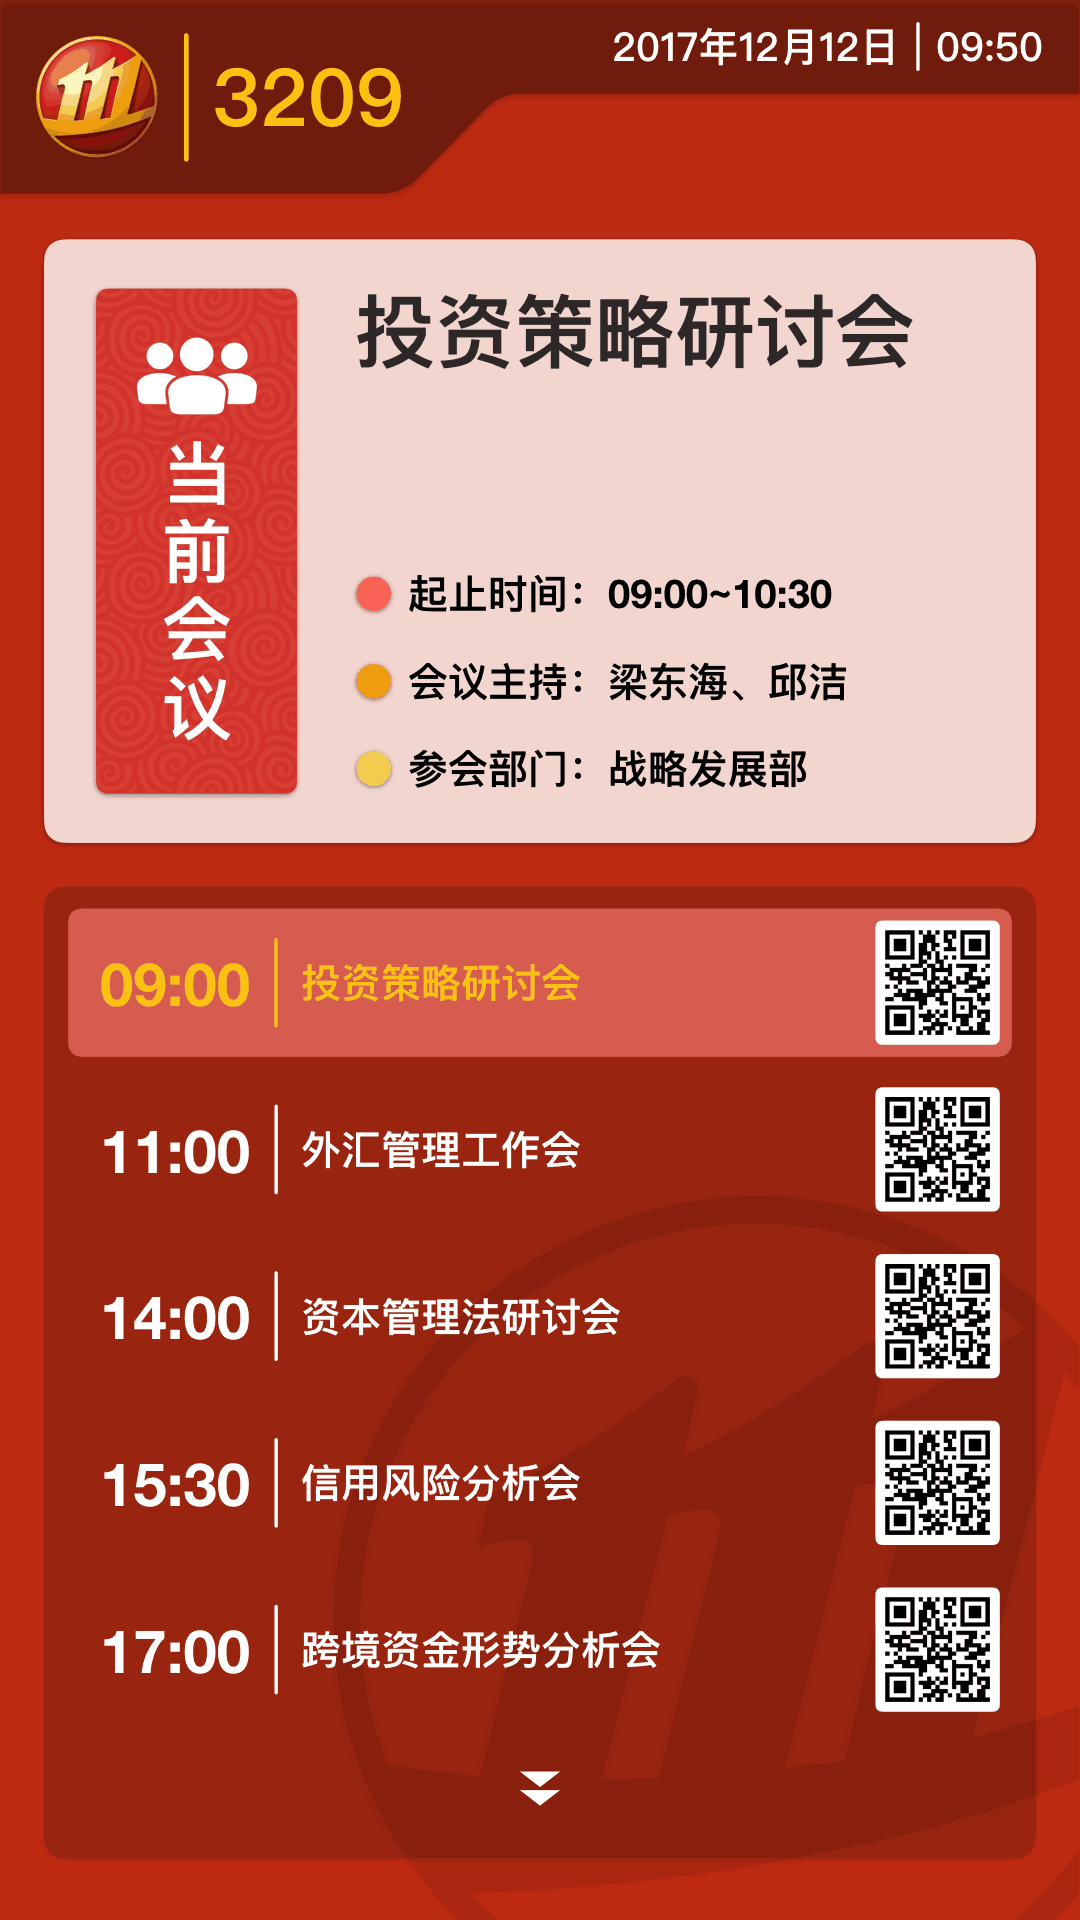 3209
2017年12月12日 | 09:50
当前会议
投资策略研讨会
起止时间：09:00~10:30
会议主持：梁东海、邱洁
参会部门：战略发展部
09:00 投资策略研讨会
11:00 外汇管理工作会
14:00 资本管理法研讨会
15:30 信用风险分析会
17:00 跨境资金形势分析会